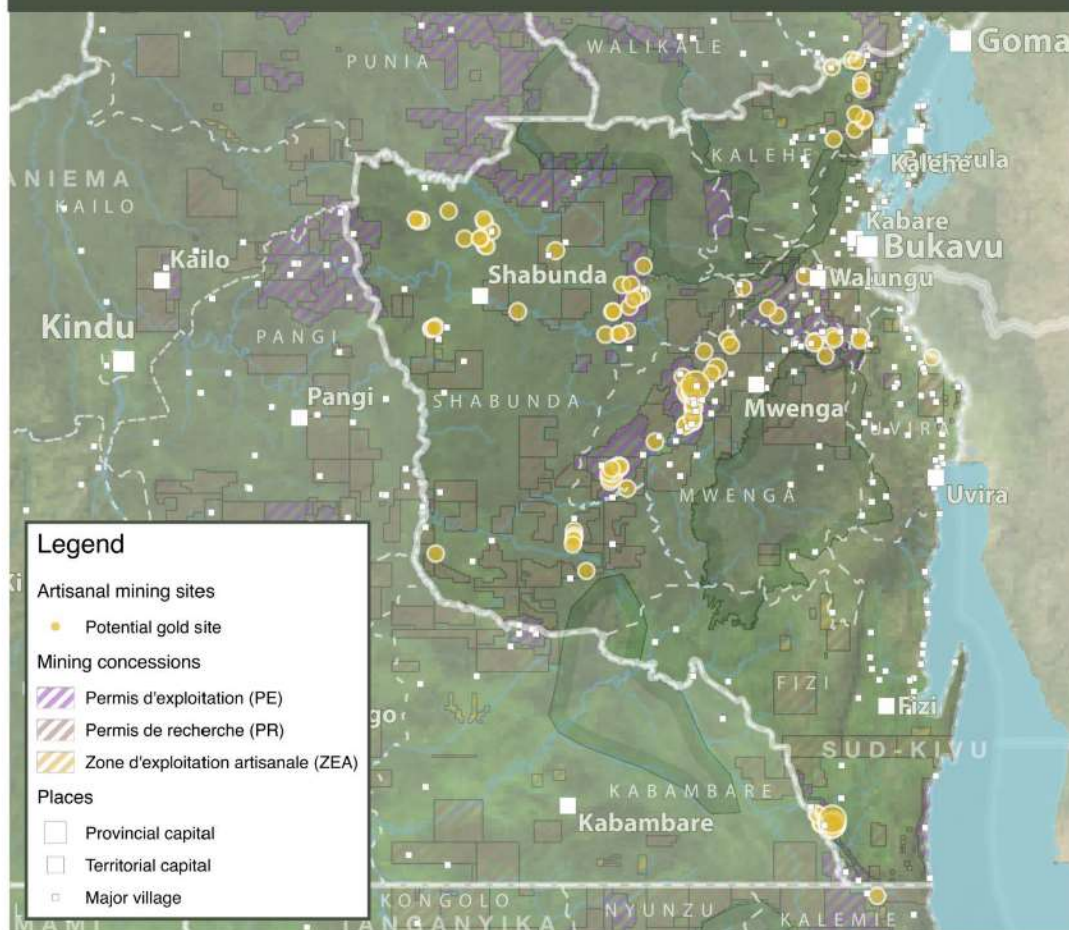 Goma
WALIKALE
PUNIA
KALEHE
Kalehe
ANIEMA
KAILO
Kabare
Bukavu
Kailo
Shabunda
Walungu
Kindu
PANGI
Pangi
SHABUNDA
Mwenga
UVIRA
MWENGA
Uvira
Legend
Artisanal mining sites
Potential gold site
Mining concessions
Permis d'exploitation (PE)
Permis de recherche (PR)
Zone d'exploitation artisanale (ZEA)
Places
Provincial capital
Territorial capital
Major village
Ki
go
FIZI
Fizi
SUD-KIVU
KABAMBARE
Kabambare
KONGOLO
NYUNZU
KALEMIE
MAMI
TANGANYIKA